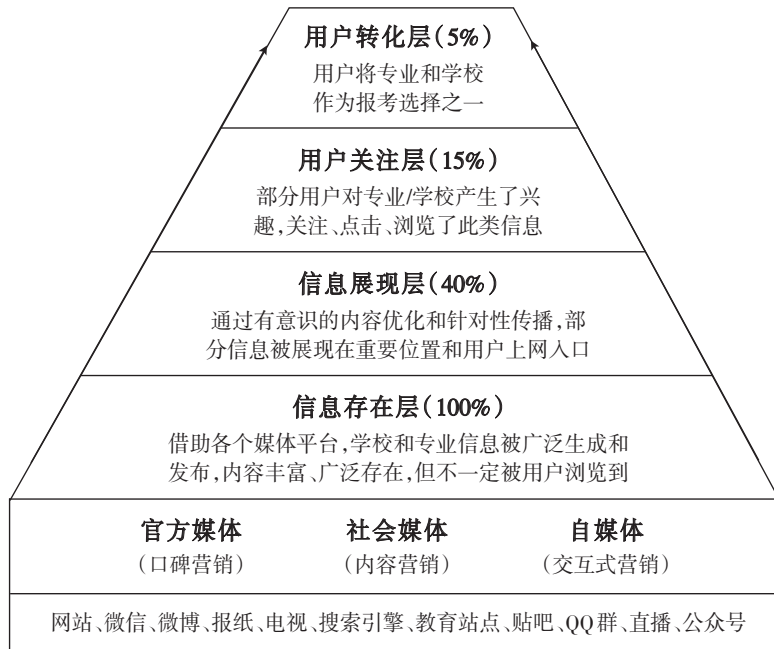 用户转化层(5%)
用户将专业和学校
作为报考选择之一
用户关注层(15%)
部分用户对专业/学校产生了兴
趣,关注、点击、浏览了此类信息
信息展现层(40%)
通过有意识的内容优化和针对性传播,部
分信息被展现在重要位置和用户上网入口
信息存在层(100%)
借助各个媒体平台,学校和专业信息被广泛生成和
发布,内容丰富、广泛存在,但不一定被用户浏览到
官方媒体 社会媒体 自媒体
(口碑营销) (内容营销) (交互式营销)
网站、微信、微博、报纸、电视、搜索引擎、教育站点、贴吧、QQ群、直播、公众号